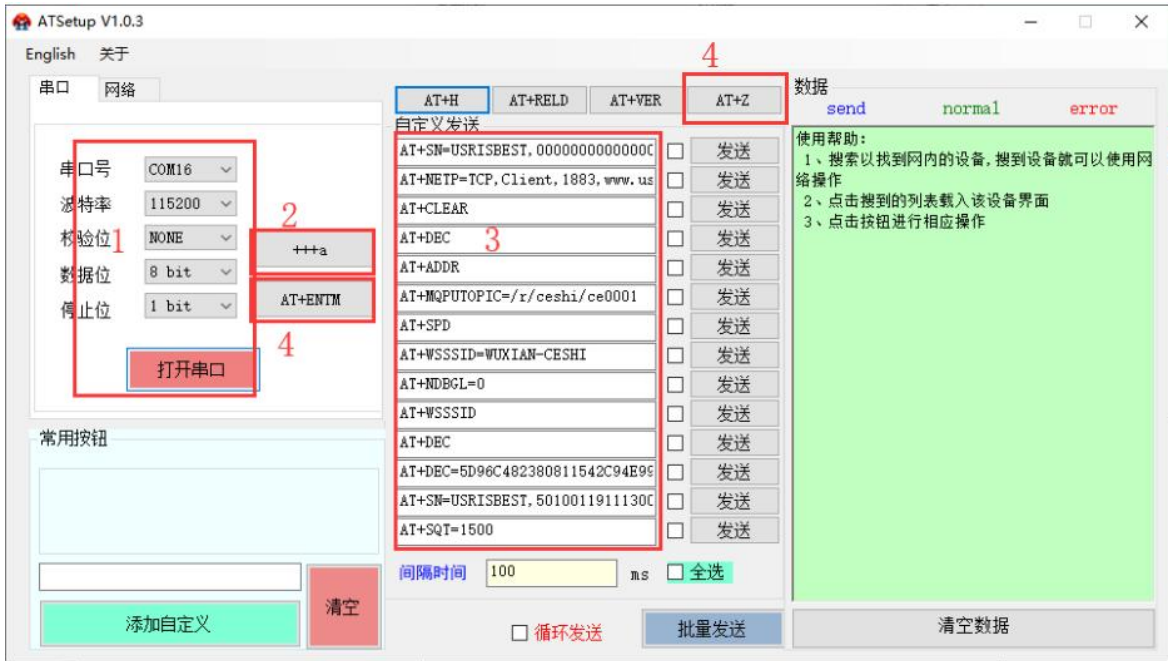 ATSetup V1.0.3
English 关于
串口 网络
串口号 COM16
波特率 115200
校验位 NONE
数据位 8 bit
停止位 1 bit
1
2
+++a
AT+ENTM
4
打开串口
常用按钮
清空
添加自定义
4
AT+H AT+RELD AT+VER AT+Z
自定义发送
AT+SN=USRISBEST,00000000000000 发送
AT+NETP=TCP,Client,1883,www.us 发送
AT+CLEAR 发送
AT+DEC 3 发送
AT+ADDR 发送
AT+MQPUTOPIC=/r/ceshi/ce0001 发送
AT+SPD 发送
AT+WSSSID=WUXIAN-CESHI 发送
AT+NDBGL=0 发送
AT+WSSSID 发送
AT+DEC 发送
AT+DEC=5D96C482380811542C94E99 发送
AT+SN=USRISBEST,50100119111300 发送
AT+SQT=1500 发送
间隔时间 100 ms 全选
循环发送 批量发送
数据
send normal error
使用帮助:
1、搜索以找到网内的设备,搜到设备就可以使用网
络操作
2、点击搜到的列表载入该设备界面
3、点击按钮进行相应操作
清空数据